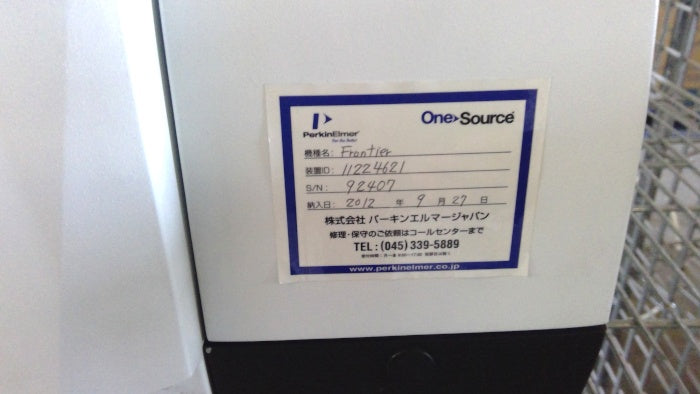 PerkinElmer
For the Better
OneSource
機種名: Frontier
装置ID: 11224621
S/N: 92407
納入日: 2012 年 9 月 27 日
株式会社 パーキンエルマージャパン
修理・保守のご依頼はコールセンターまで
TEL: (045) 339-5889
www.perkinelmer.co.jp